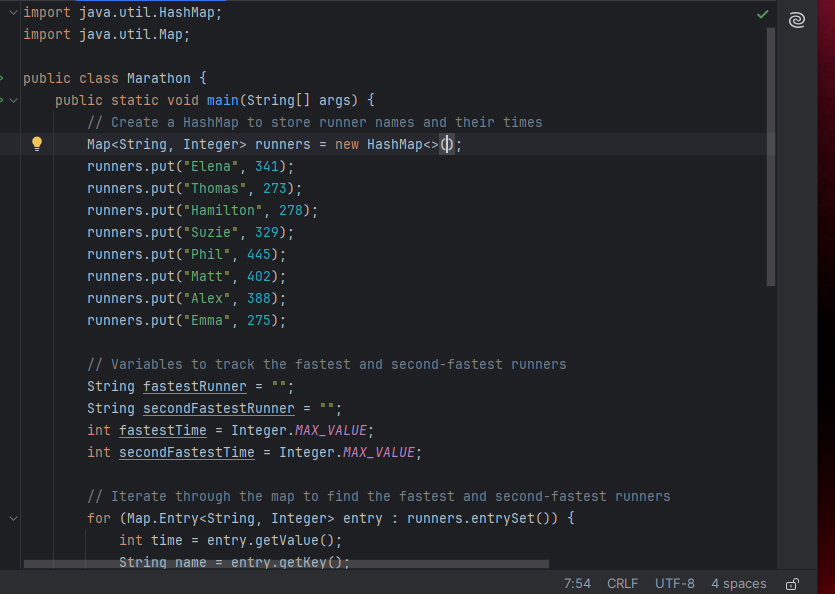 import java.util.HashMap;
import java.util.Map;
public class Marathon {
public static void main(String[] args) {
// Create a HashMap to store runner names and their times
Map<String, Integer> runners = new HashMap<>();
runners.put("Elena", 341);
runners.put("Thomas", 273);
runners.put("Hamilton", 278);
runners.put("Suzie", 329);
runners.put("Phil", 445);
runners.put("Matt", 402);
runners.put("Alex", 388);
runners.put("Emma", 275);
// Variables to track the fastest and second-fastest runners
String fastestRunner = "";
String secondFastestRunner = "";
int fastestTime = Integer.MAX_VALUE;
int secondFastestTime = Integer.MAX_VALUE;
// Iterate through the map to find the fastest and second-fastest runners
for (Map.Entry<String, Integer> entry : runners.entrySet()) {
int time = entry.getValue();
String name = entry.getKey();
7:54 CRLF UTF-8 4 spaces